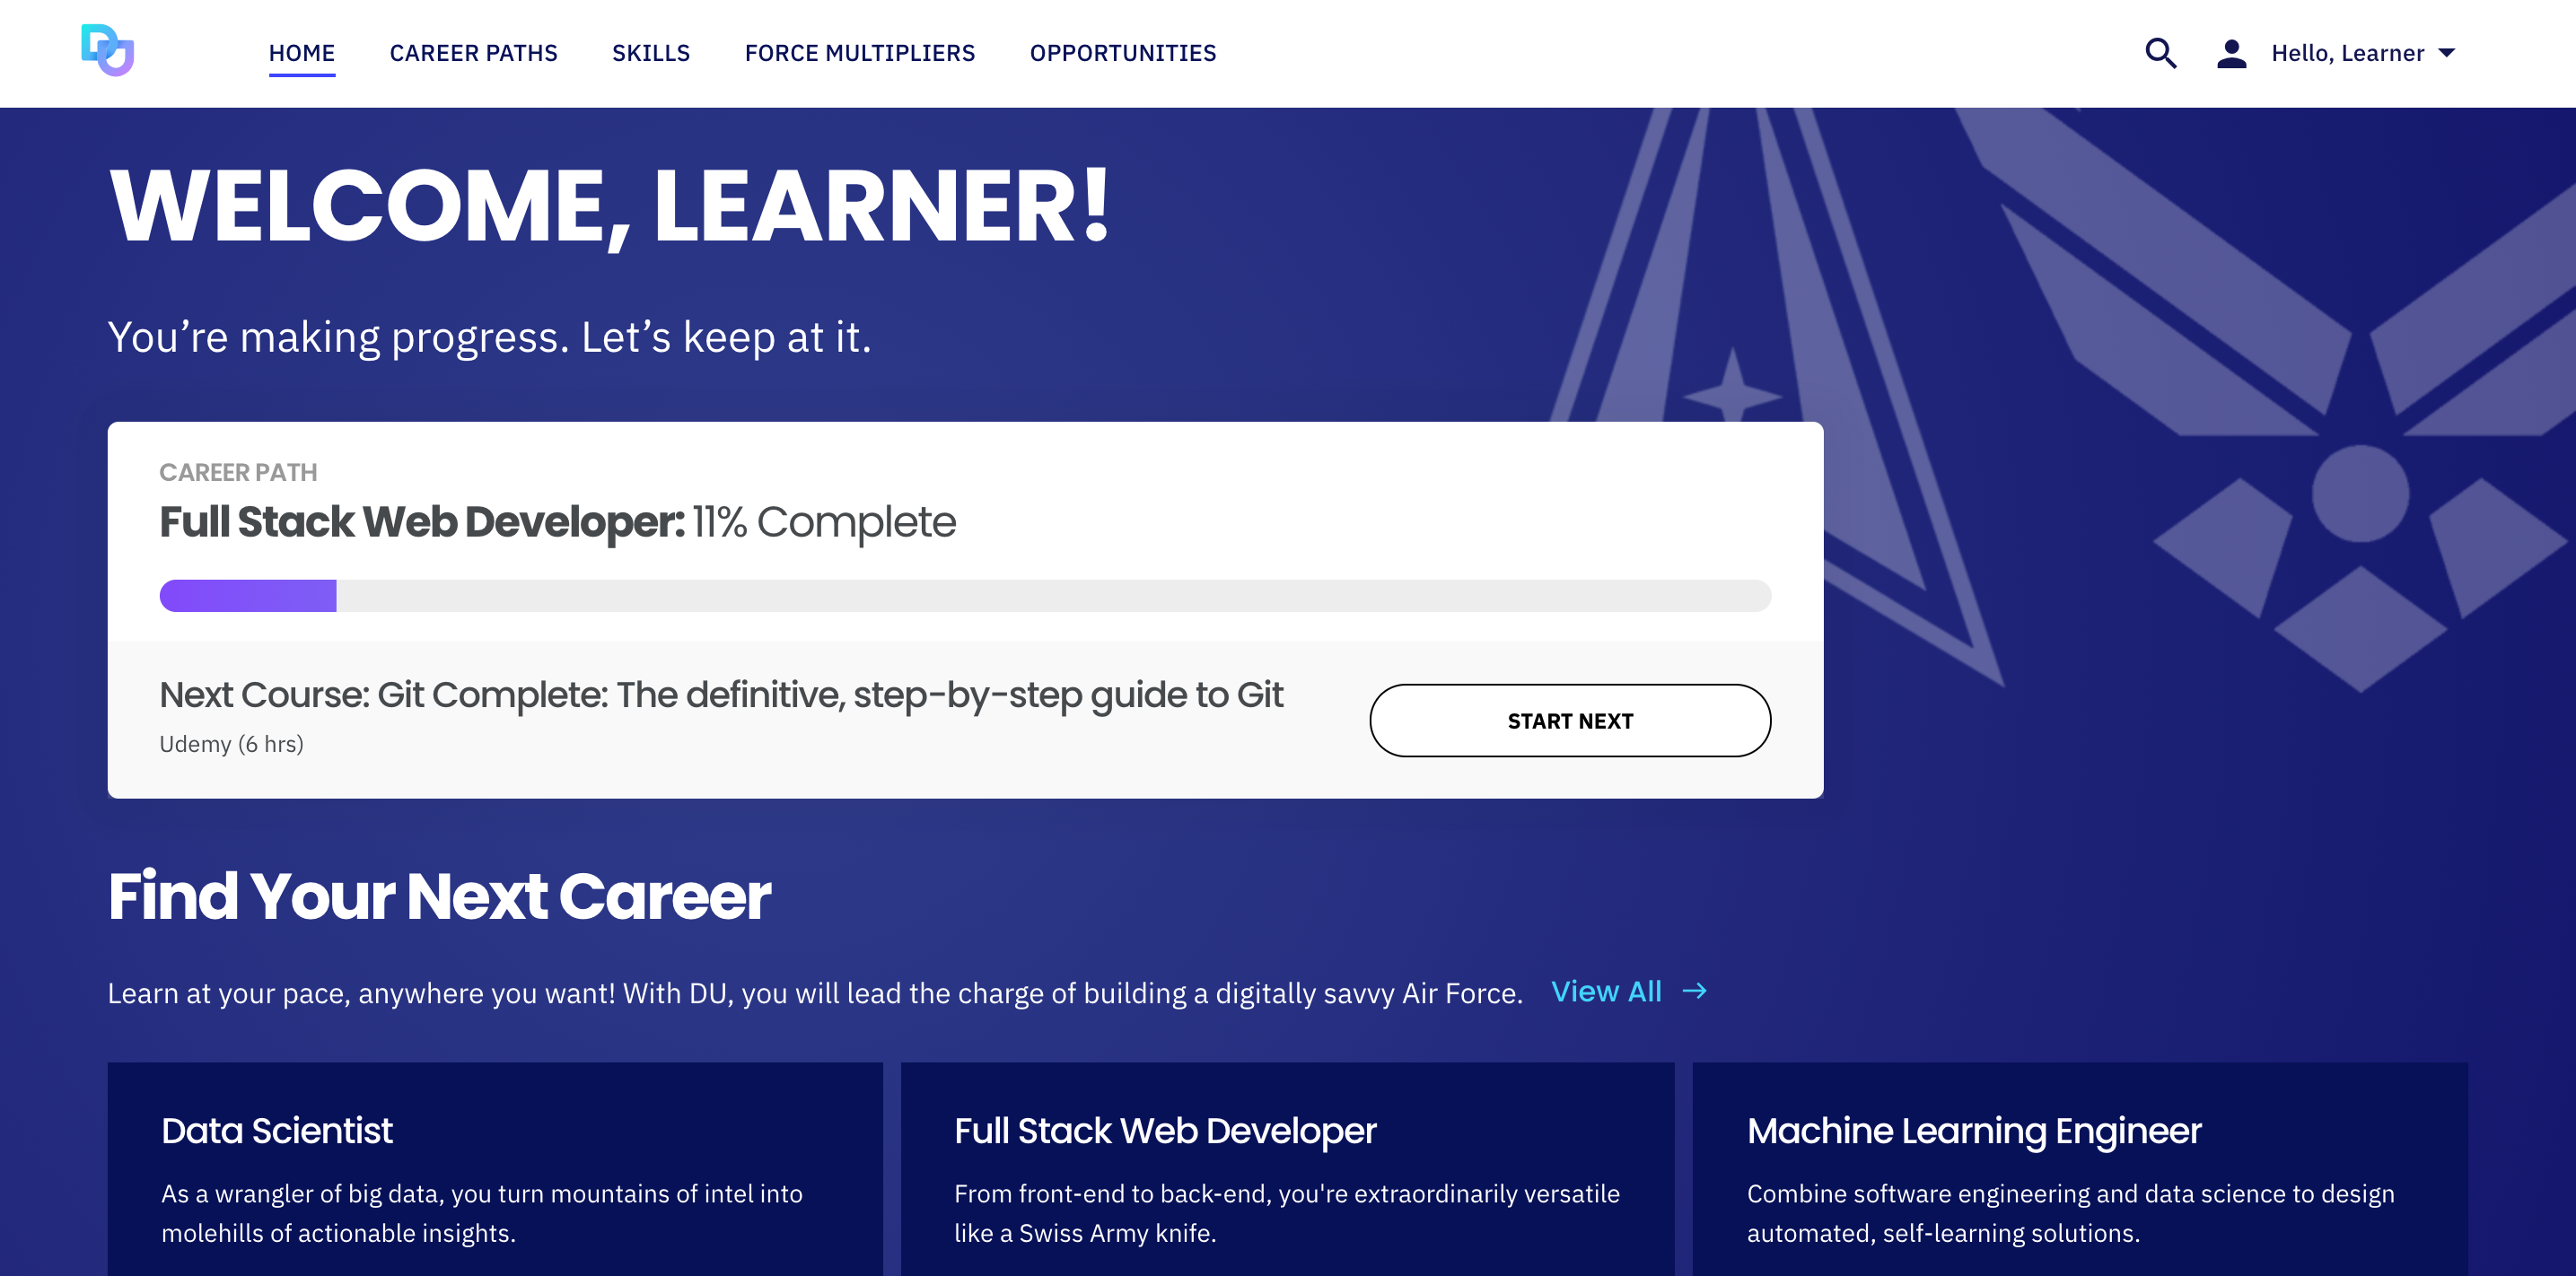 DU
HOME
CAREER PATHS
SKILLS
FORCE MULTIPLIERS
OPPORTUNITIES
Hello, Learner
WELCOME, LEARNER!
You’re making progress. Let’s keep at it.
CAREER PATH
Full Stack Web Developer: 11% Complete
Next Course: Git Complete: The definitive, step-by-step guide to Git
Udemy (6 hrs)
START NEXT
Find Your Next Career
Learn at your pace, anywhere you want! With DU, you will lead the charge of building a digitally savvy Air Force.
View All →
Data Scientist
As a wrangler of big data, you turn mountains of intel into
molehills of actionable insights.
Full Stack Web Developer
From front-end to back-end, you're extraordinarily versatile
like a Swiss Army knife.
Machine Learning Engineer
Combine software engineering and data science to design
automated, self-learning solutions.